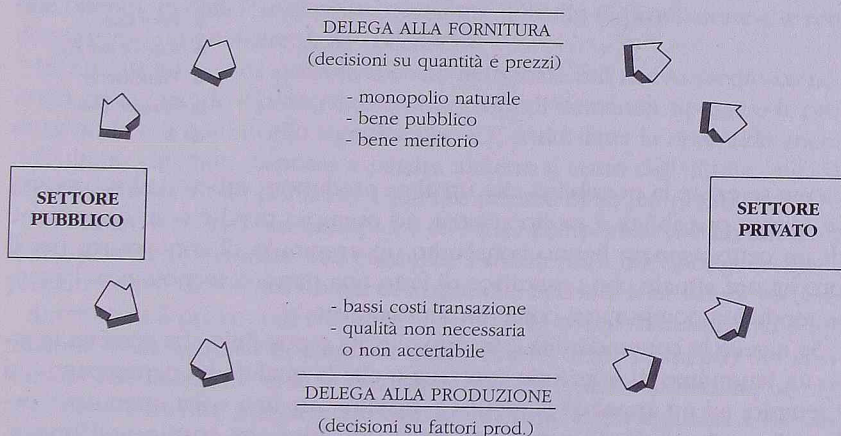 DELEGA ALLA FORNITURA
(decisioni su quantità e prezzi)
- monopolio naturale
- bene pubblico
- bene meritorio
SETTORE
PUBBLICO
SETTORE
PRIVATO
- bassi costi transazione
- qualità non necessaria
o non accertabile
DELEGA ALLA PRODUZIONE
(decisioni su fattori prod.)